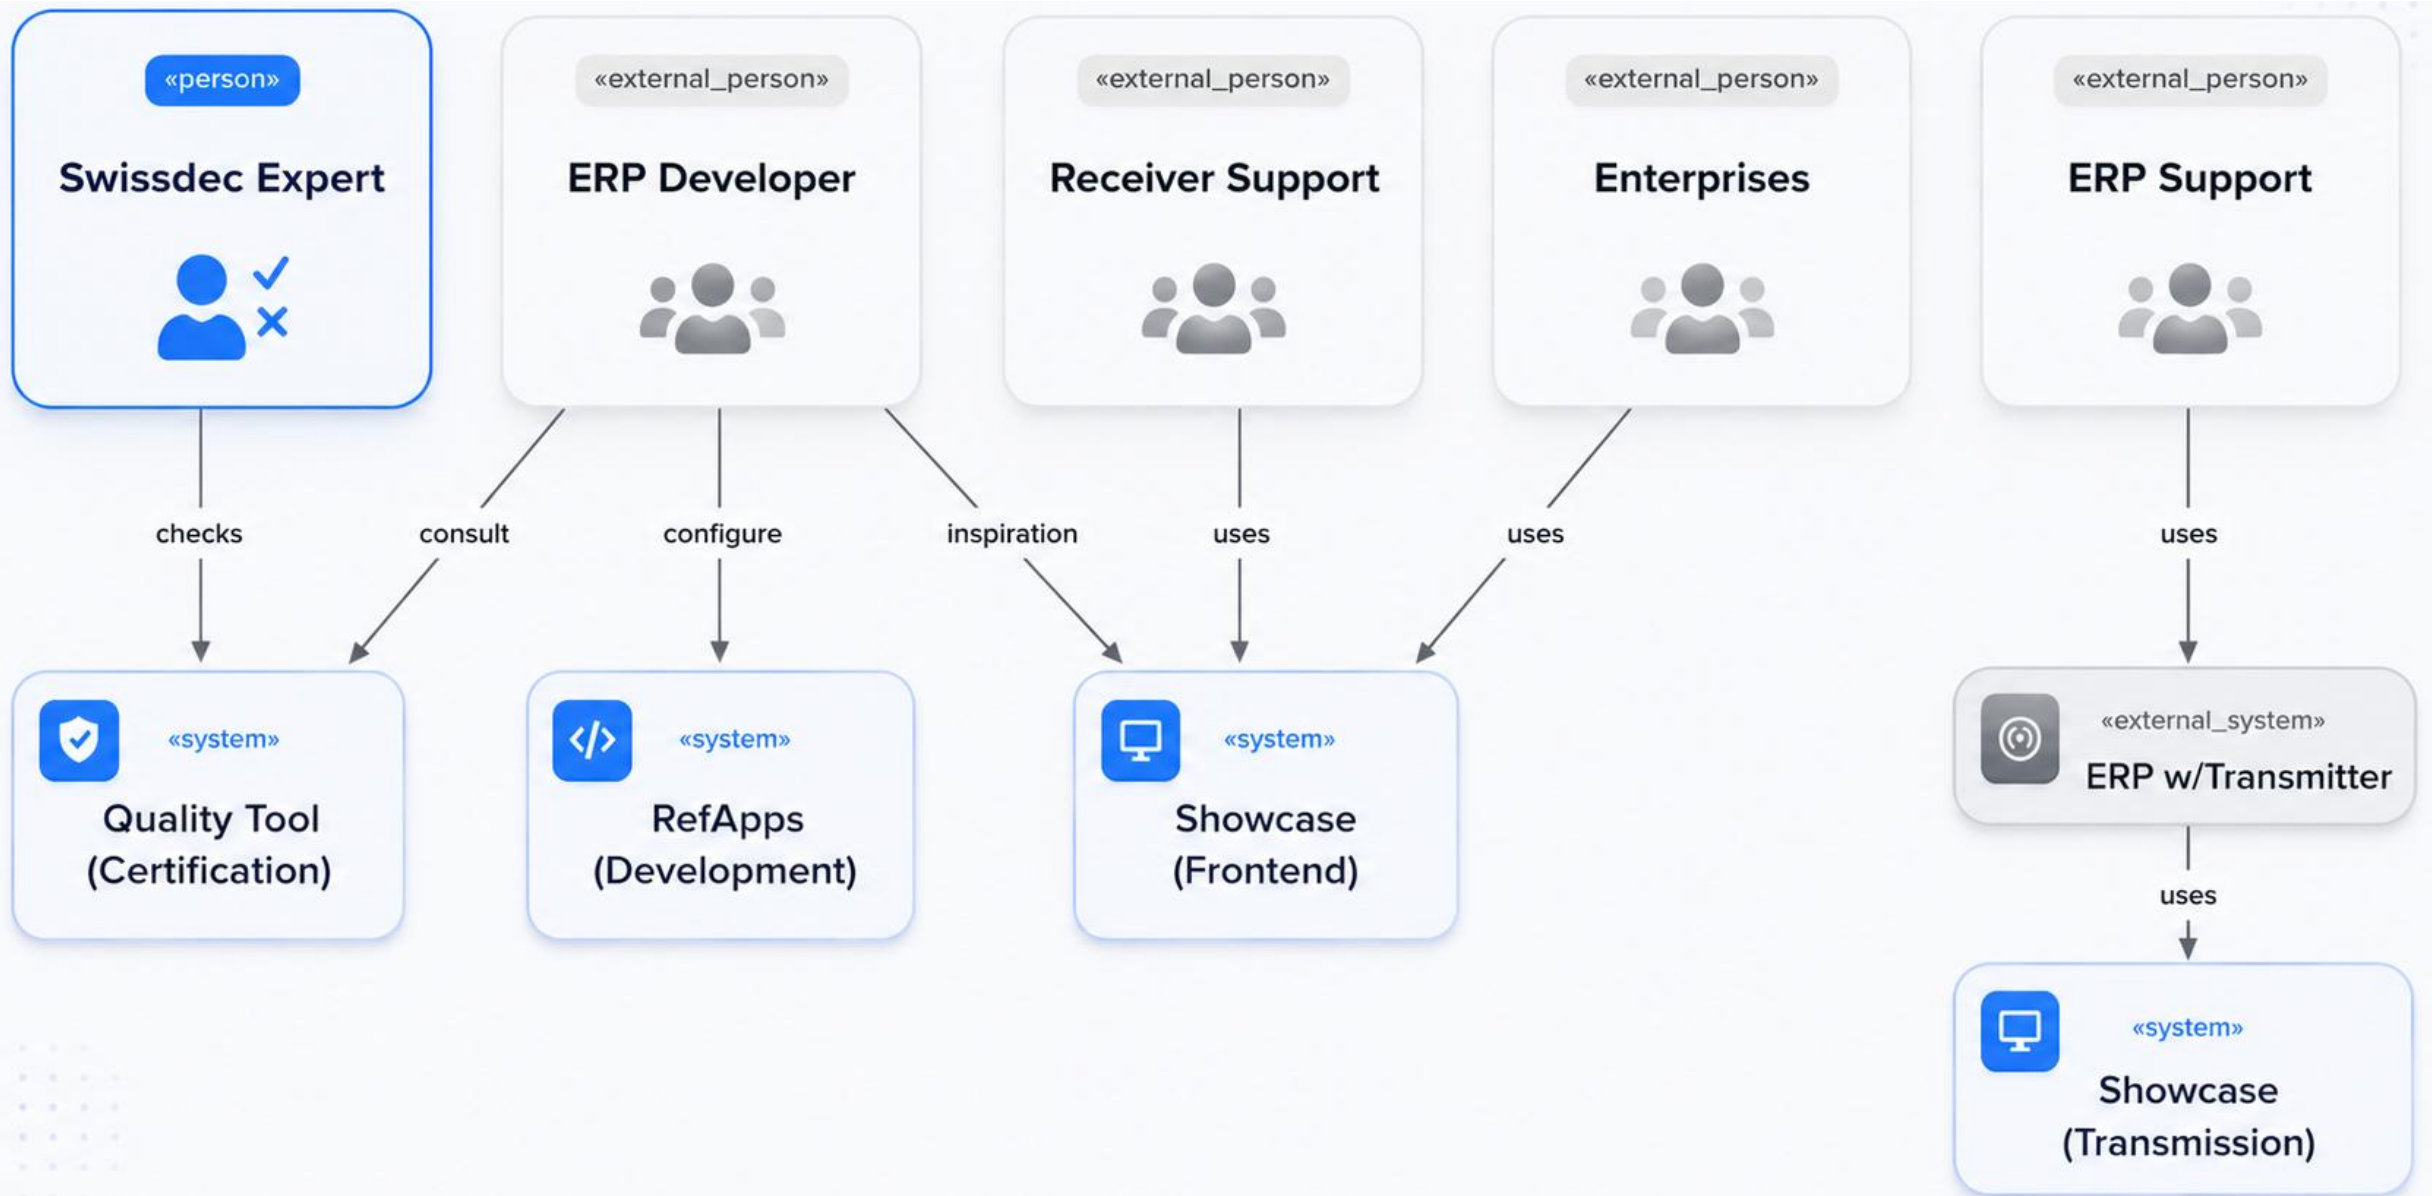 «person»
Swissdec Expert
«external_person»
ERP Developer
«external_person»
Receiver Support
«external_person»
Enterprises
«external_person»
ERP Support
checks
consult
configure
inspiration
uses
uses
uses
«system»
Quality Tool
(Certification)
«system»
RefApps
(Development)
«system»
Showcase
(Frontend)
«external_system»
ERP w/Transmitter
uses
«system»
Showcase
(Transmission)